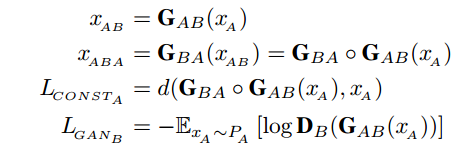 x_{AB} = G_{AB}(x_A)
x_{ABA} = G_{BA}(x_{AB}) = G_{BA} ∘ G_{AB}(x_A)
L_{CONST_A} = d(G_{BA} ∘ G_{AB}(x_A), x_A)
L_{GAN_B} = −𝔼_{x_A∼P_A} [log D_B(G_{AB}(x_A))]